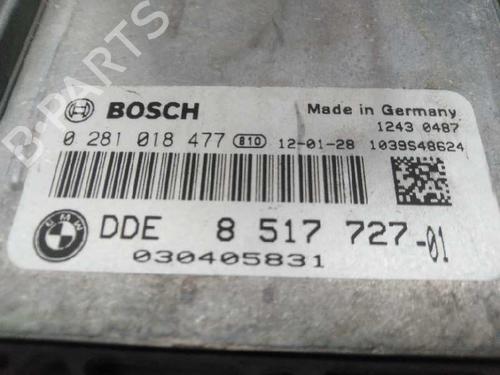 B-PARTS
BOSCH
Made in Germany
1243 0487
0 281 018 477 810 12-01-28 1039S48624
BMW
DDE 8 517 727-01
030405831